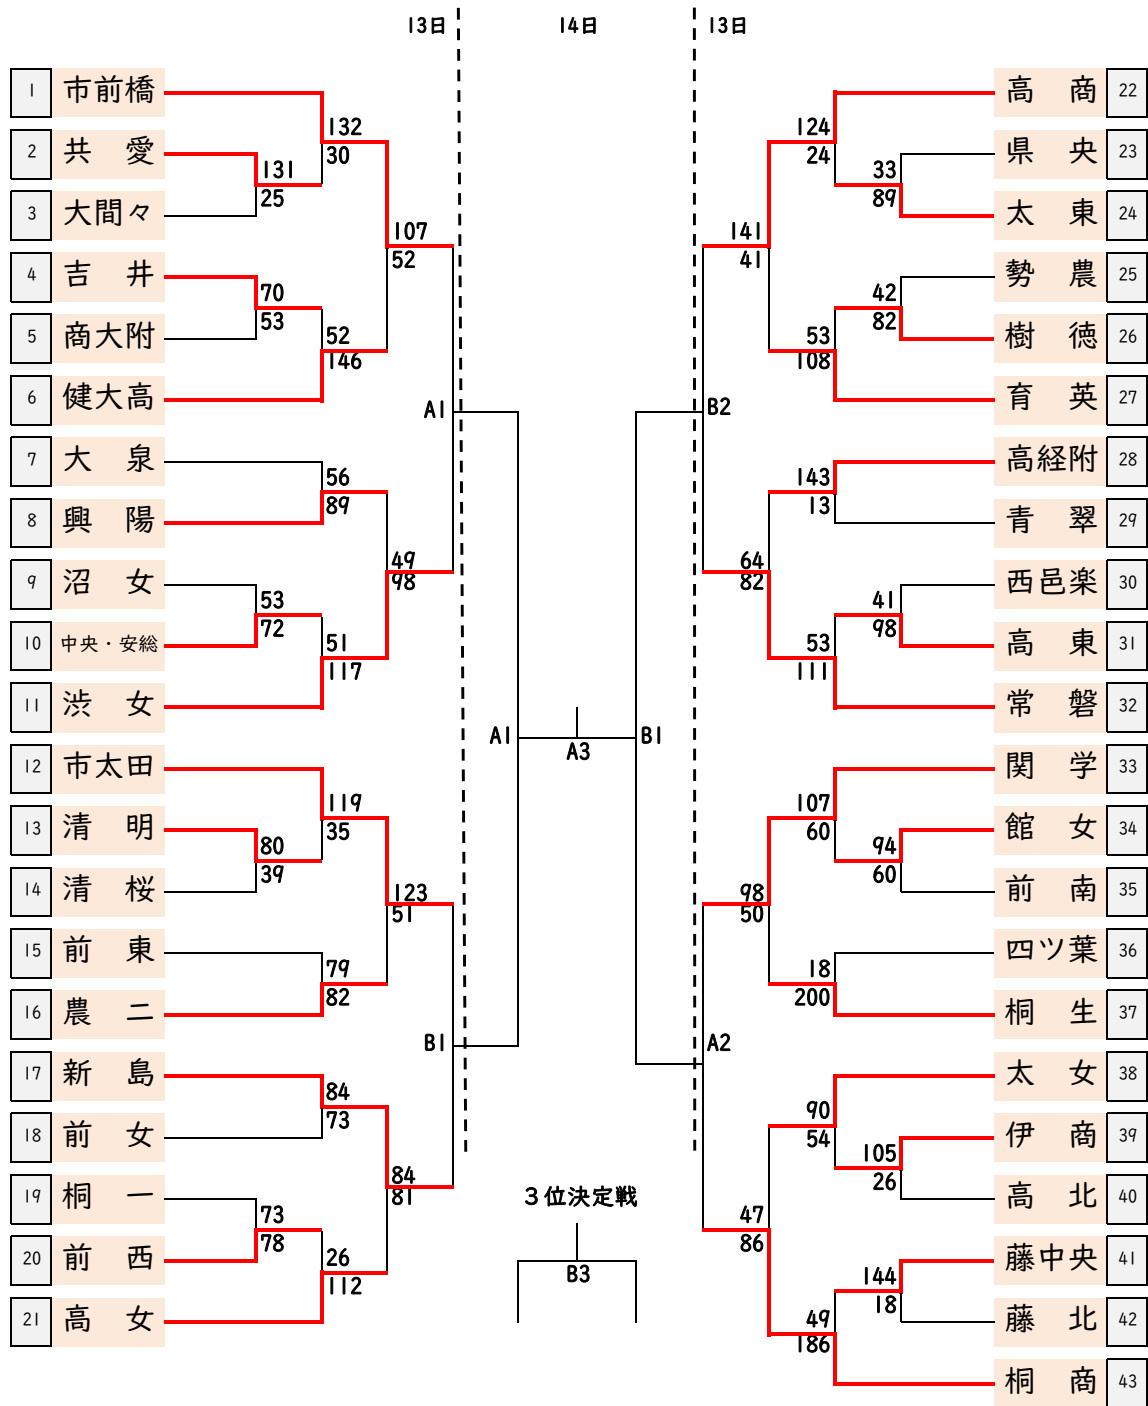 13日
14日
13日
1 市前橋
2 共 愛
3 大間々
4 吉 井
5 商大附
6 健大高
7 大 泉
8 興 陽
9 沼 女
10 中央・安総
11 渋 女
12 市太田
13 清 明
14 清 桜
15 前 東
16 農 二
17 新 島
18 前 女
19 桐 一
20 前 西
21 高 女
131
25
70
53
53
72
80
39
73
78
132
30
52
146
56
89
51
117
119
35
79
82
84
73
26
112
107
52
49
98
123
51
84
81
A1
B1
A1
A3
B1
3位決定戦
B3
B2
A2
141
41
64
82
98
50
47
86
124
24
53
108
143
13
53
111
107
60
18
200
90
54
49
186
33
89
42
82
41
98
94
60
105
26
144
18
高 商 22
県 央 23
太 東 24
勢 農 25
樹 徳 26
育 英 27
高経附 28
青 翠 29
西邑楽 30
高 東 31
常 磐 32
関 学 33
館 女 34
前 南 35
四ツ葉 36
桐 生 37
太 女 38
伊 商 39
高 北 40
藤中央 41
藤 北 42
桐 商 43